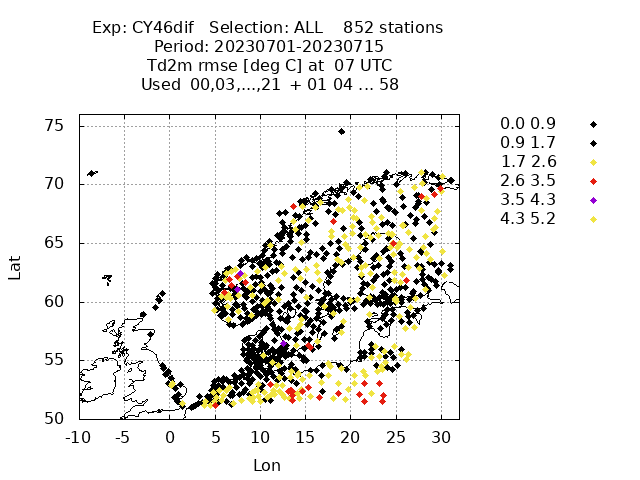 Exp: CY46dif   Selection: ALL    852 stations
Period: 20230701-20230715
Td2m rmse [deg C] at  07 UTC
Used  00,03,...,21  + 01 04 ... 58
75
70
65
60
55
50
Lat
-10 -5 0 5 10 15 20 25 30
Lon
0.0 0.9
0.9 1.7
1.7 2.6
2.6 3.5
3.5 4.3
4.3 5.2